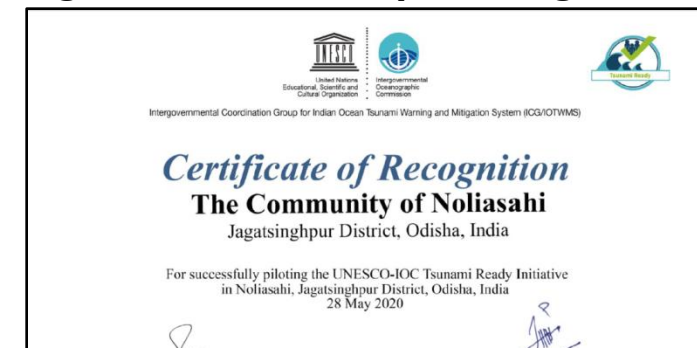 UNESCO
United Nations
Educational, Scientific and
Cultural Organization
Intergovernmental
Oceanographic
Commission
Tsunami Ready
Intergovernmental Coordination Group for Indian Ocean Tsunami Warning and Mitigation System (ICG/IOTWMS)
Certificate of Recognition
The Community of Noliasahi
Jagatsinghpur District, Odisha, India
For successfully piloting the UNESCO-IOC Tsunami Ready Initiative
in Noliasahi, Jagatsinghpur District, Odisha, India
28 May 2020